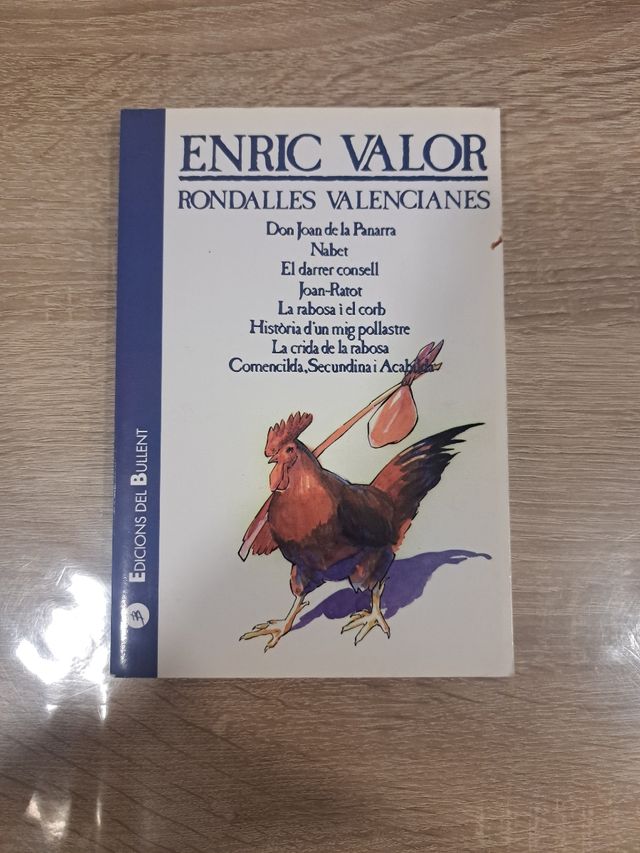 ENRIC VALOR
RONDALLES VALENCIANES
Don Joan de la Panarra
Nabet
El darrer consell
Joan-Ratot
La rabosa i el corb
Història d'un mig pollastre
La crida de la rabosa
Comencilda, Secundina i Acabilda
EDICIONS DEL BULLENT